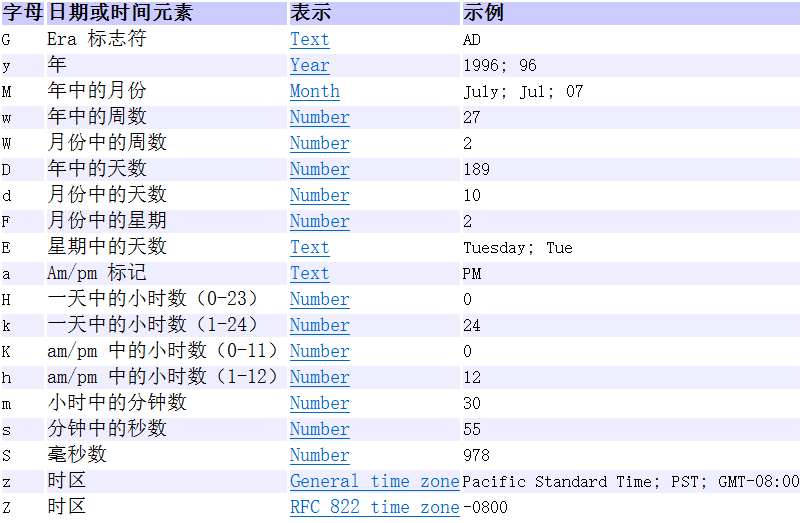 字母 日期或时间元素 表示 示例
G Era 标志符 Text AD
y 年 Year 1996; 96
M 年中的月份 Month July; Jul; 07
w 年中的周数 Number 27
W 月份中的周数 Number 2
D 年中的天数 Number 189
d 月份中的天数 Number 10
F 月份中的星期 Number 2
E 星期中的天数 Text Tuesday; Tue
a Am/pm 标记 Text PM
H 一天中的小时数（0-23） Number 0
k 一天中的小时数（1-24） Number 24
K am/pm 中的小时数（0-11） Number 0
h am/pm 中的小时数（1-12） Number 12
m 小时中的分钟数 Number 30
s 分钟中的秒数 Number 55
S 毫秒数 Number 978
z 时区 General time zone Pacific Standard Time; PST; GMT-08:00
Z 时区 RFC 822 time zone -0800